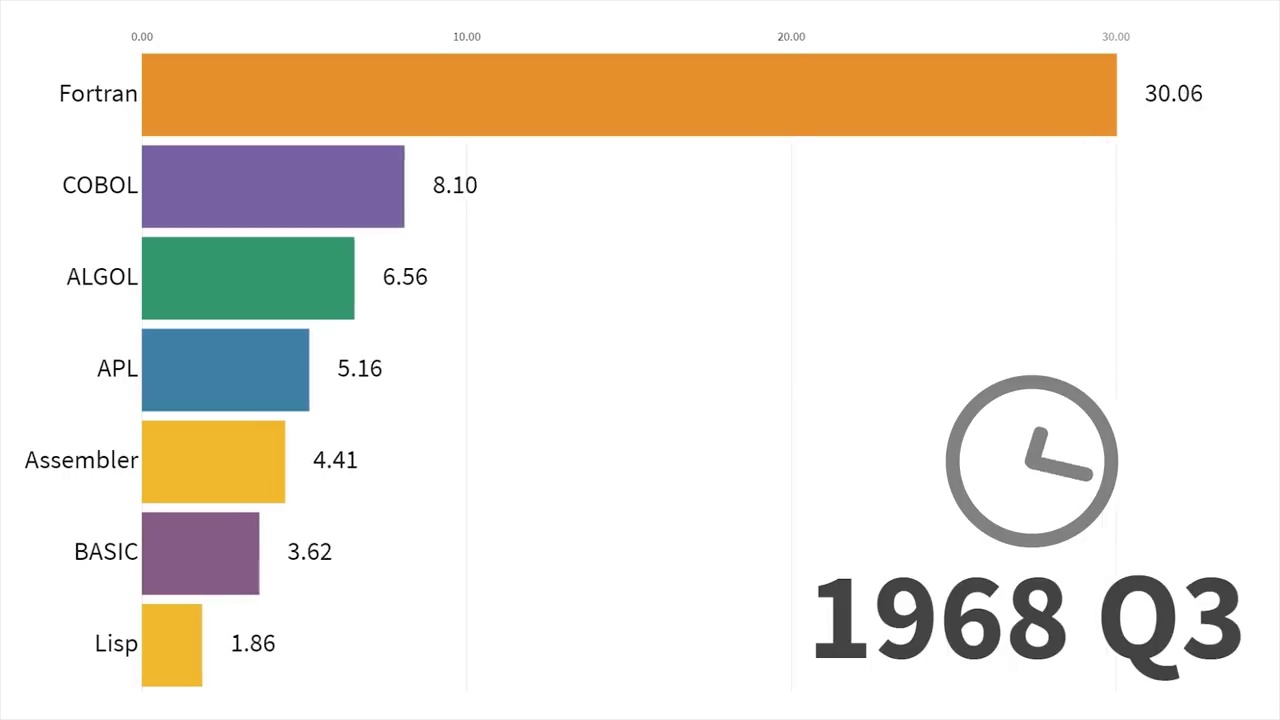 0.00 10.00 20.00 30.00
Fortran 30.06
COBOL 8.10
ALGOL 6.56
APL 5.16
Assembler 4.41
BASIC 3.62
Lisp 1.86
1968 Q3